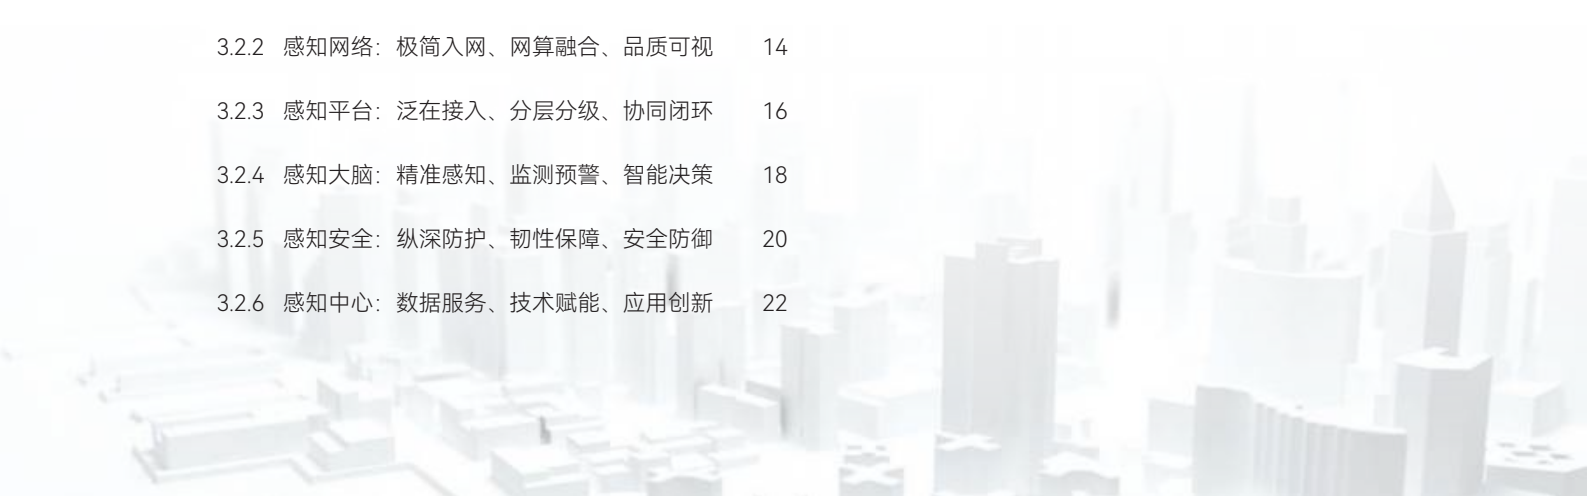 3.2.2 感知网络：极简入网、网算融合、品质可视 14
3.2.3 感知平台：泛在接入、分层分级、协同闭环 16
3.2.4 感知大脑：精准感知、监测预警、智能决策 18
3.2.5 感知安全：纵深防护、韧性保障、安全防御 20
3.2.6 感知中心：数据服务、技术赋能、应用创新 22